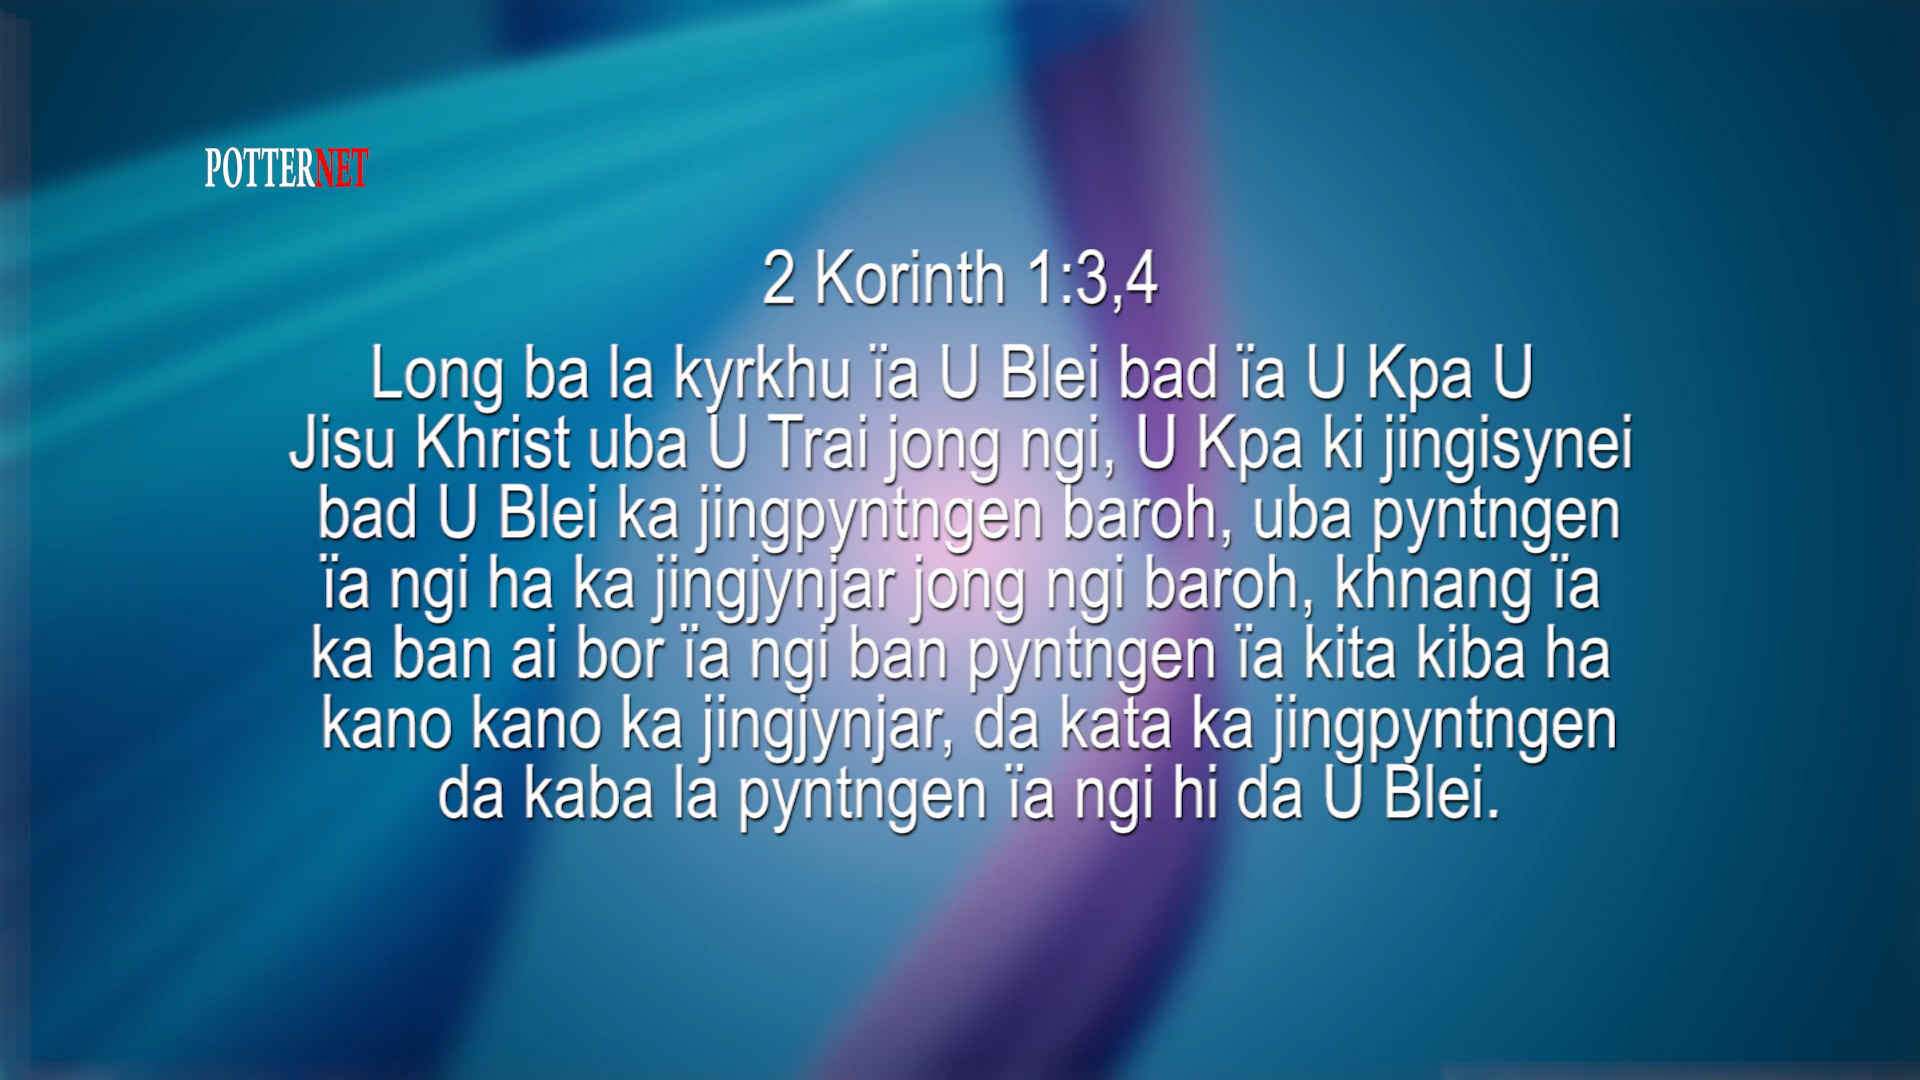 POTTERNET
2 Korinth 1:3,4
Long ba la kyrkhu ïa U Blei bad ïa U Kpa U
Jisu Khrist uba U Trai jong ngi, U Kpa ki jingisynei
bad U Blei ka jingpyntngen baroh, uba pyntngen
ïa ngi ha ka jingjynjar jong ngi baroh, khnang ïa
ka ban ai bor ïa ngi ban pyntngen ïa kita kiba ha
kano kano ka jingjynjar, da kata ka jingpyntngen
da kaba la pyntngen ïa ngi hi da U Blei.